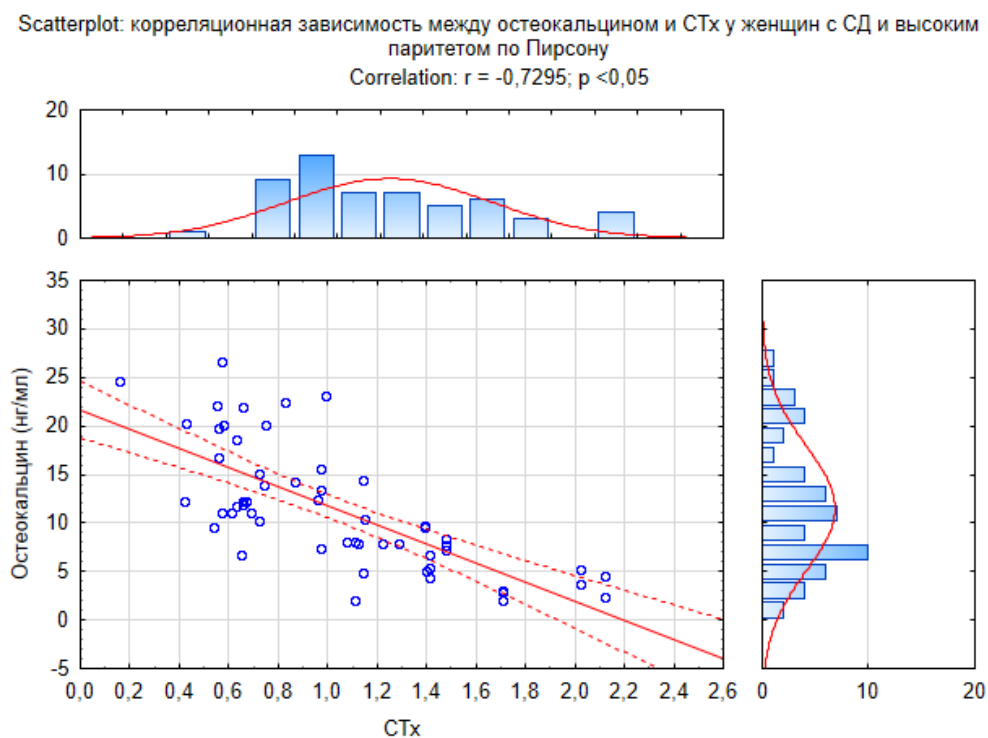 Scatterplot: корреляционная зависимость между остеокальцином и СТх у женщин с СД и высоким
паритетом по Пирсону
Correlation: r = -0,7295; p <0,05
20
10
0
35
30
25
20
15
10
5
0
-5
Остеокальцин (нг/мл)
0,0 0,2 0,4 0,6 0,8 1,0 1,2 1,4 1,6 1,8 2,0 2,2 2,4 2,6
СТх
0 10 20